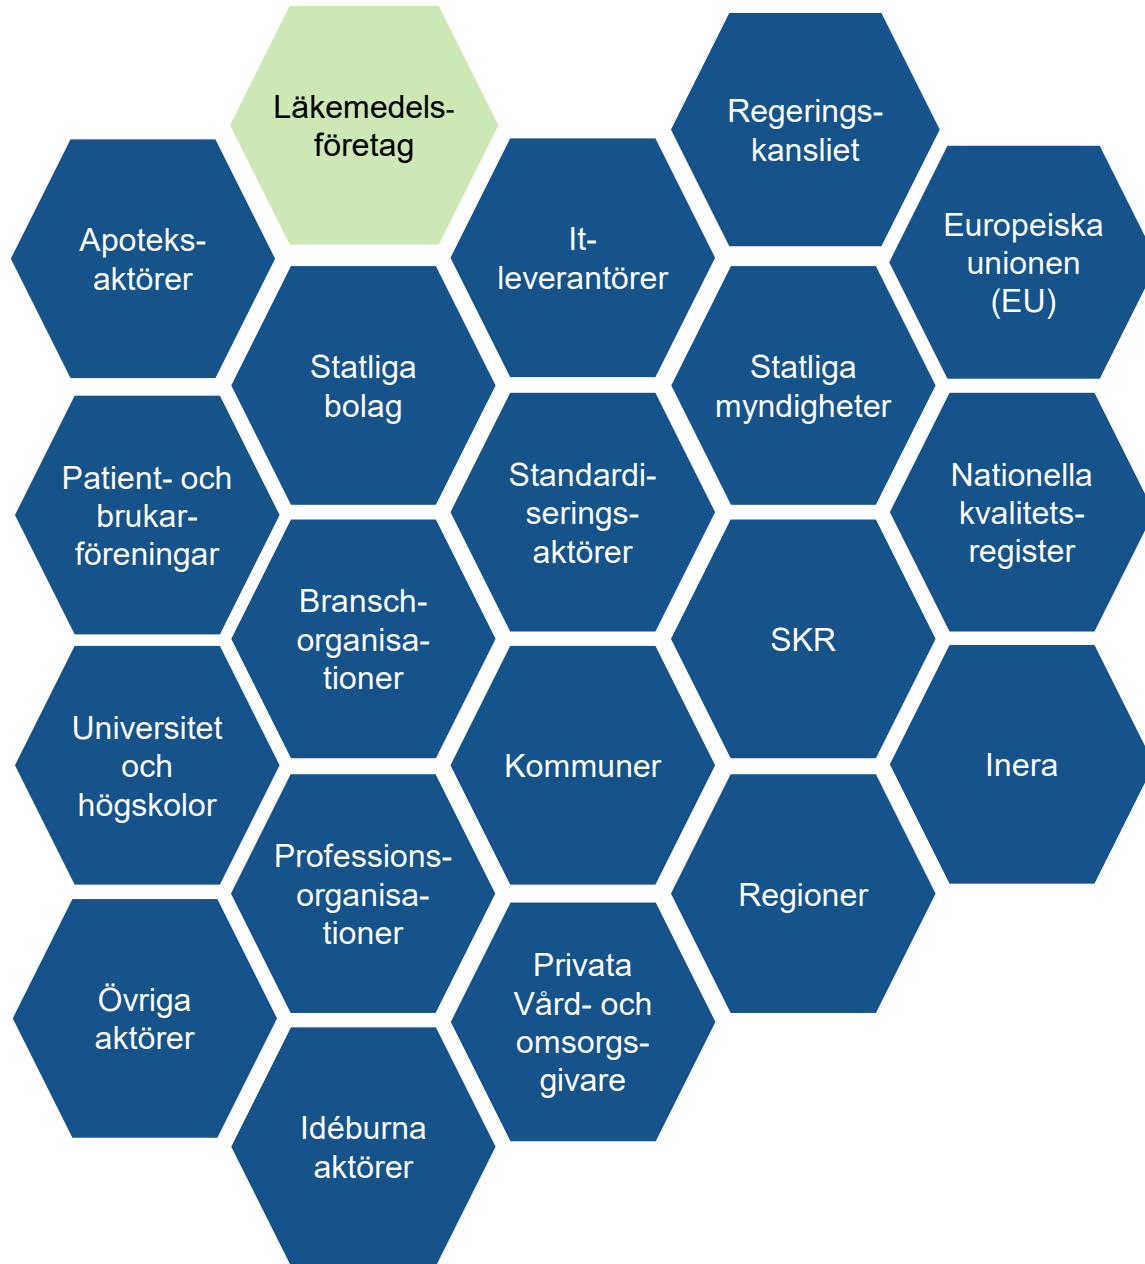 Läkemedels-
företag
Regerings-
kansliet
Apoteks-
aktörer
It-
leverantörer
Europeiska
unionen
(EU)
Statliga
bolag
Statliga
myndigheter
Patient- och
brukar-
föreningar
Standardi-
serings-
aktörer
Nationella
kvalitets-
register
Bransch-
organisa-
tioner
SKR
Universitet
och
högskolor
Kommuner
Inera
Professions-
organisa-
tioner
Regioner
Övriga
aktörer
Privata
Vård- och
omsorgs-
givare
Idéburna
aktörer